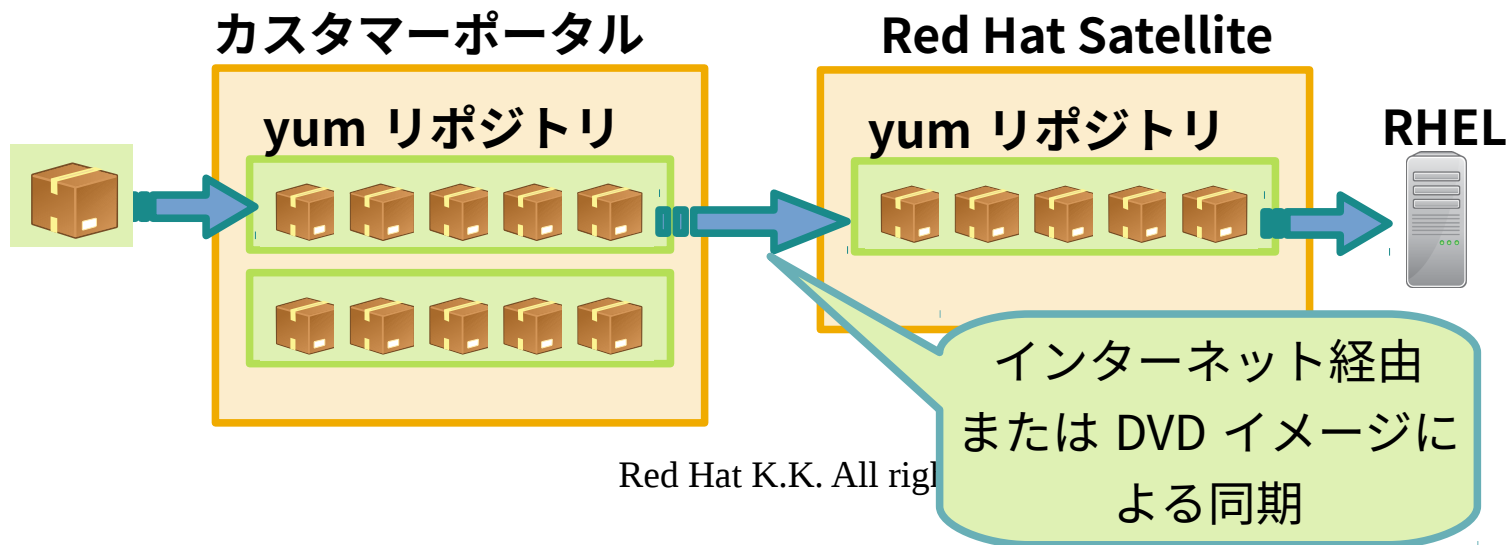 カスタマーポータル
Red Hat Satellite
yum リポジトリ
yum リポジトリ
RHEL
インターネット経由
または DVD イメージに
よる同期
Red Hat K.K. All